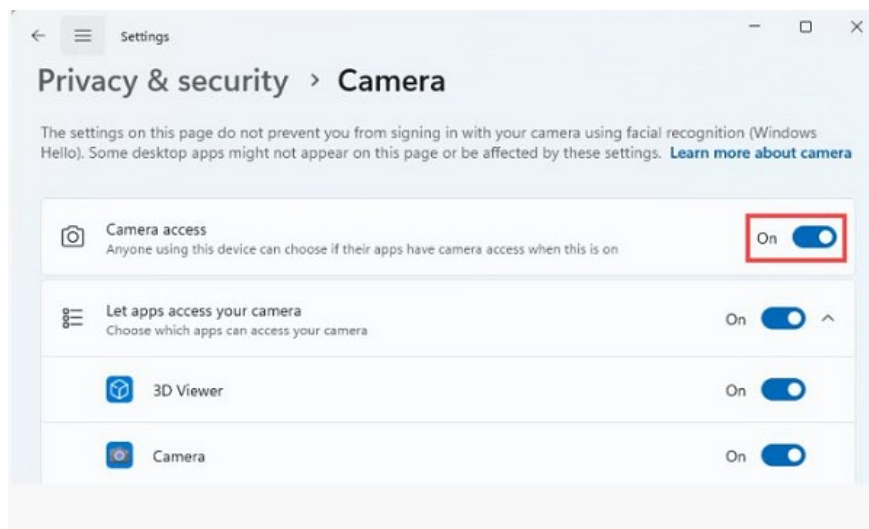 Settings
Privacy & security > Camera
The settings on this page do not prevent you from signing in with your camera using facial recognition (Windows
Hello). Some desktop apps might not appear on this page or be affected by these settings. Learn more about camera
Camera access
On
Anyone using this device can choose if their apps have camera access when this is on
Let apps access your camera
On
Choose which apps can access your camera
3D Viewer On
Camera On